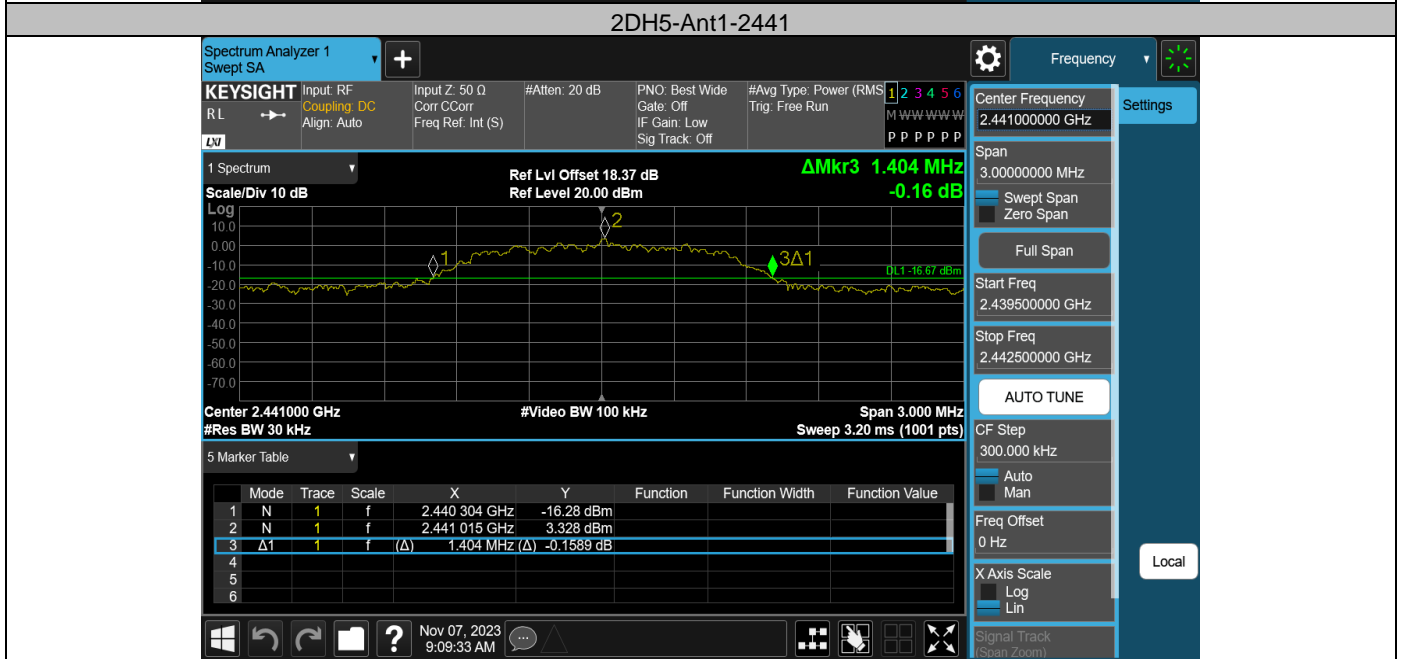 2DH5-Ant1-2441
Spectrum Analyzer 1
Swept SA
+
Frequency
KEYSIGHT
RL
LXI
Input: RF
Coupling: DC
Align: Auto
Input Z: 50 Ω
Corr CCorr
Freq Ref: Int (S)
#Atten: 20 dB
PNO: Best Wide
Gate: Off
IF Gain: Low
Sig Track: Off
#Avg Type: Power (RMS
Trig: Free Run
1 2 3 4 5 6
M W W W W W
P P P P P P
1 Spectrum
Scale/Div 10 dB
Ref Lvl Offset 18.37 dB
Ref Level 20.00 dBm
ΔMkr3 1.404 MHz
-0.16 dB
Log
10.0
0.00
-10.0
-20.0
-30.0
-40.0
-50.0
-60.0
-70.0
1
2
3Δ1
DL1 -16.67 dBm
Center 2.441000 GHz
#Res BW 30 kHz
#Video BW 100 kHz
Span 3.000 MHz
Sweep 3.20 ms (1001 pts)
5 Marker Table
Mode Trace Scale X Y Function Function Width Function Value
1 N 1 f 2.440 304 GHz -16.28 dBm
2 N 1 f 2.441 015 GHz 3.328 dBm
3 Δ1 1 f (Δ) 1.404 MHz (Δ) -0.1589 dB
4
5
6
Nov 07, 2023
9:09:33 AM
?
Center Frequency
2.441000000 GHz
Settings
Span
3.00000000 MHz
Swept Span
Zero Span
Full Span
Start Freq
2.439500000 GHz
Stop Freq
2.442500000 GHz
AUTO TUNE
CF Step
300.000 kHz
Auto
Man
Freq Offset
0 Hz
X Axis Scale
Log
Lin
Local
Signal Track
(Span Zoom)